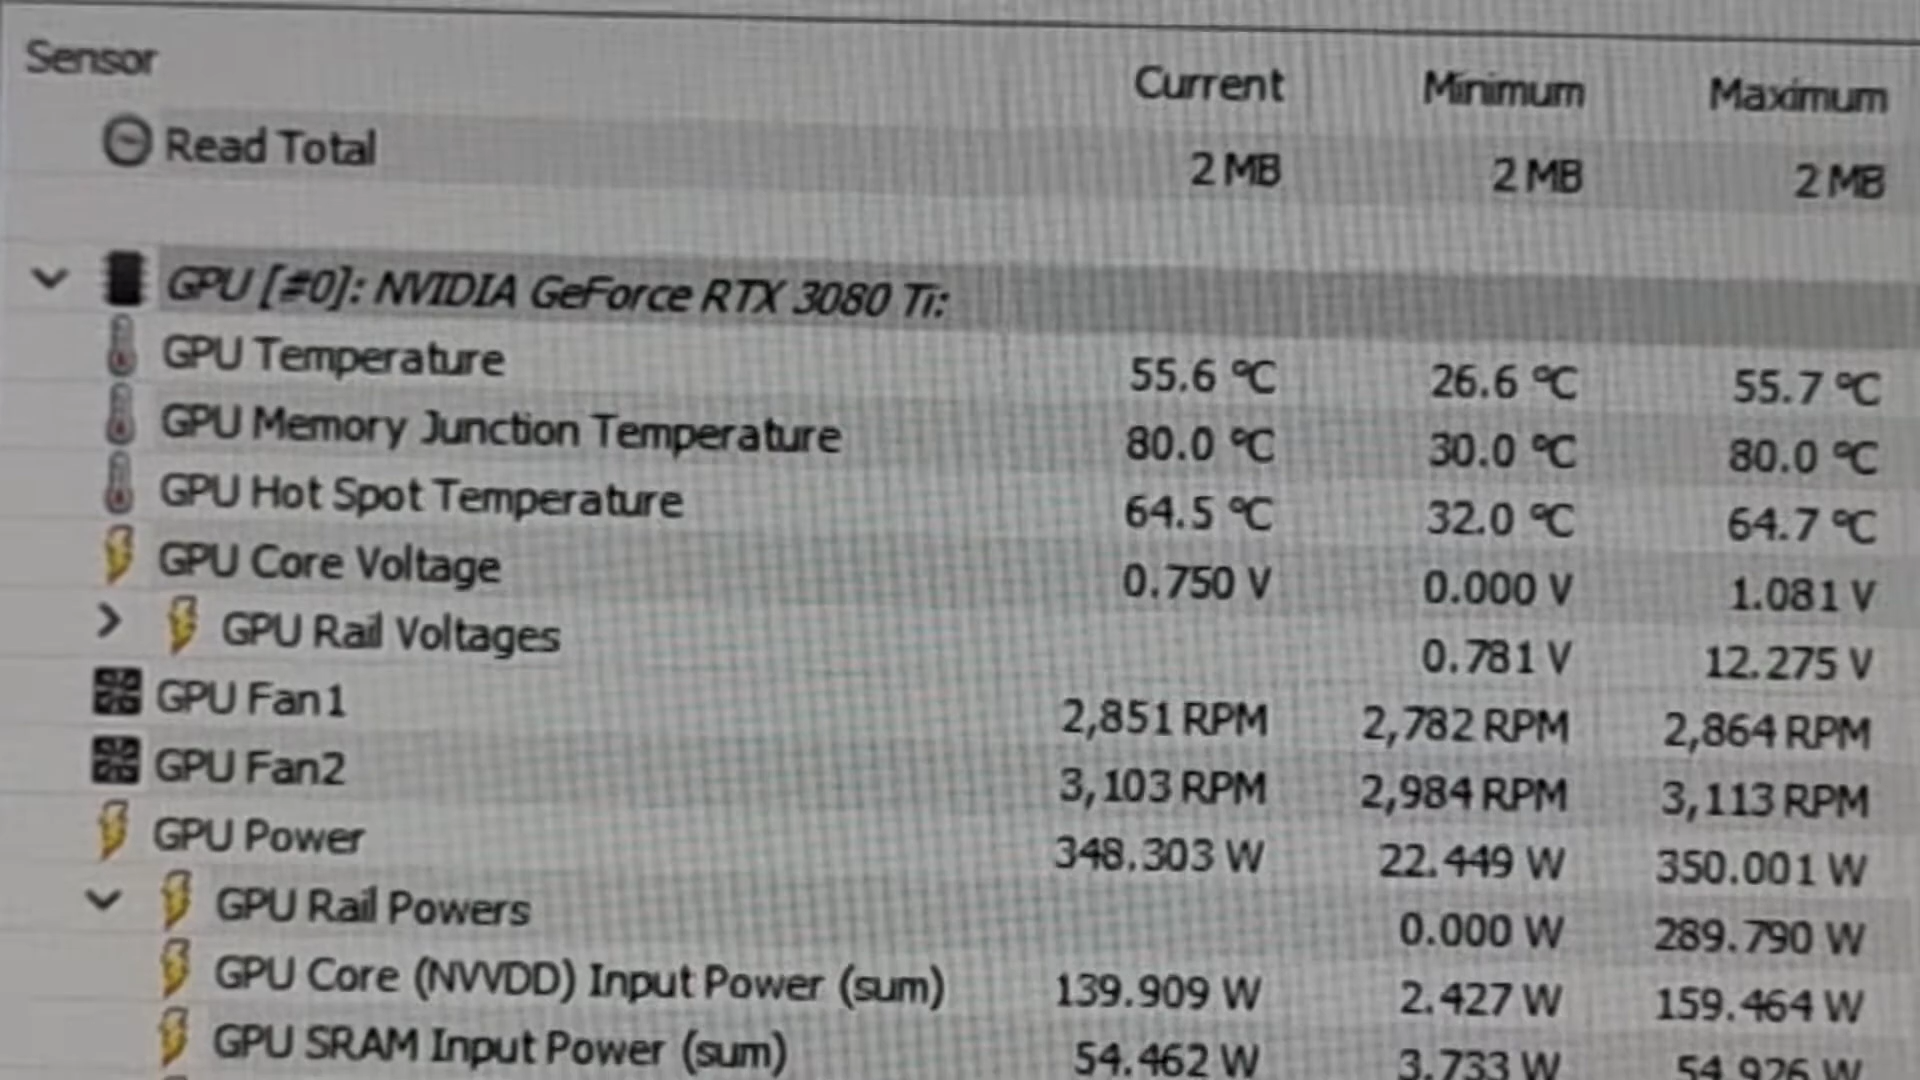 Sensor Current Minimum Maximum
Read Total 2 MB 2 MB 2 MB
GPU [#0]: NVIDIA GeForce RTX 3080 Ti:
GPU Temperature 55.6 °C 26.6 °C 55.7 °C
GPU Memory Junction Temperature 80.0 °C 30.0 °C 80.0 °C
GPU Hot Spot Temperature 64.5 °C 32.0 °C 64.7 °C
GPU Core Voltage 0.750 V 0.000 V 1.081 V
GPU Rail Voltages 0.781 V 12.275 V
GPU Fan1 2,851 RPM 2,782 RPM 2,864 RPM
GPU Fan2 3,103 RPM 2,984 RPM 3,113 RPM
GPU Power 348.303 W 22.449 W 350.001 W
GPU Rail Powers 0.000 W 289.790 W
GPU Core (NVVDD) Input Power (sum) 139.909 W 2.427 W 159.464 W
GPU SRAM Input Power (sum) 54.462 W 3.733 W 54.926 W